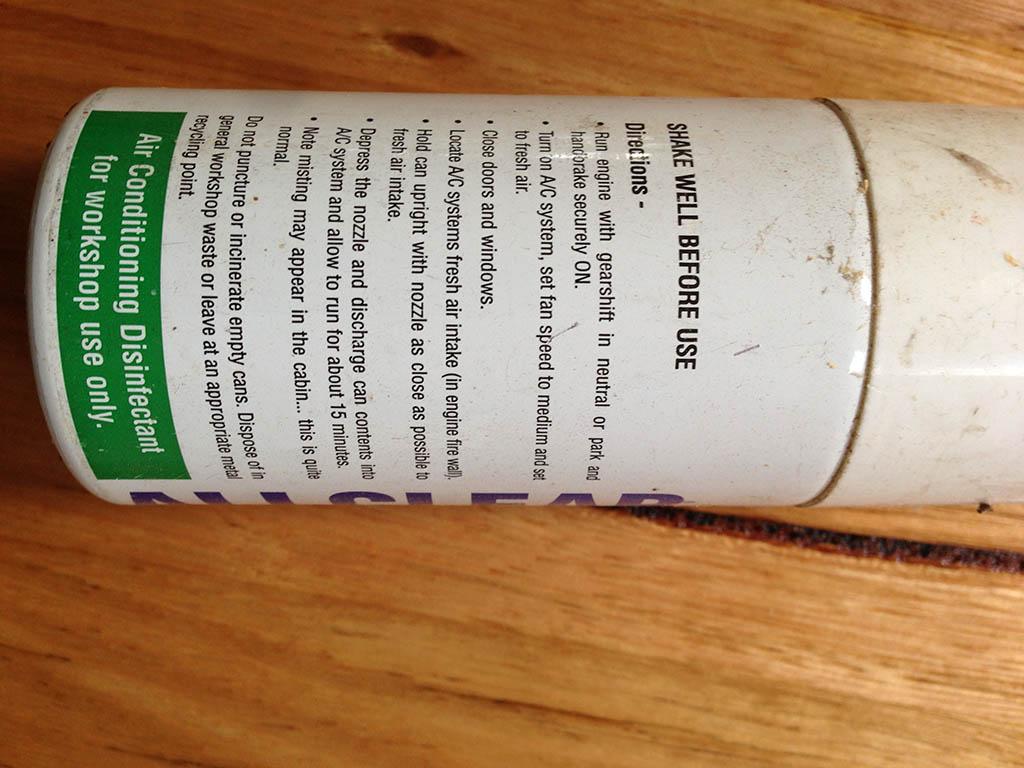 SHAKE WELL BEFORE USE
Directions -
• Run engine with gearshift in neutral or park and
handbrake securely ON.
• Turn on A/C system, set fan speed to medium and set
to fresh air.
• Close doors and windows.
• Locate A/C systems fresh air intake (in engine fire wall).
• Hold can upright with nozzle as close as possible to
fresh air intake.
• Depress the nozzle and discharge can contents into
A/C system and allow to run for about 15 minutes.
• Note misting may appear in the cabin... this is quite
normal.
Do not puncture or incinerate empty cans. Dispose of in
general workshop waste or leave at an appropriate metal
recycling point.
Air Conditioning Disinfectant
for workshop use only.
ALLCLEAR